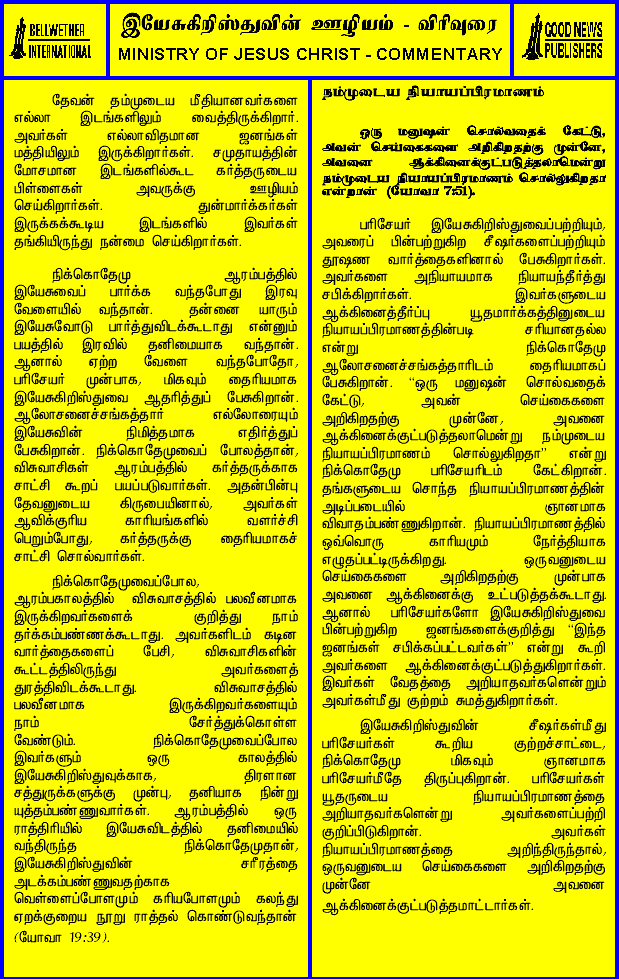 BELLWETHER
INTERNATIONAL
இயேசுகிறிஸ்துவின் ஊழியம் - விரிவுரை
MINISTRY OF JESUS CHRIST - COMMENTARY
GOOD NEWS
PUBLISHERS
தேவன் தம்முடைய மீதியானவர்களை
எல்லா இடங்களிலும் வைத்திருக்கிறார்.
அவர்கள் எல்லாவிதமான ஜனங்கள்
மத்தியிலும் இருக்கிறார்கள். சமுதாயத்தின்
மோசமான இடங்களில்கூட கர்த்தருடைய
பிள்ளைகள் அவருக்கு ஊழியம்
செய்கிறார்கள். துன்மார்க்கர்கள்
இருக்கக்கூடிய இடங்களில் இவர்கள்
தங்கியிருந்து நன்மை செய்கிறார்கள்.
நிக்கொதேமு ஆரம்பத்தில்
இயேசுவைப் பார்க்க வந்தபோது இரவு
வேளையில் வந்தான். தன்னை யாரும்
இயேசுவோடு பார்த்துவிடக்கூடாது என்னும்
பயத்தில் இரவில் தனிமையாக வந்தான்.
ஆனால் ஏற்ற வேளை வந்தபோதோ,
பரிசேயர் முன்பாக, மிகவும் தைரியமாக
இயேசுகிறிஸ்துவை ஆதரித்துப் பேசுகிறான்.
ஆலோசனைச்சங்கத்தார் எல்லோரையும்
இயேசுவின் நிமித்தமாக எதிர்த்துப்
பேசுகிறான். நிக்கொதேமுவைப் போலத்தான்,
விசுவாசிகள் ஆரம்பத்தில் கர்த்தருக்காக
சாட்சி கூறப் பயப்படுவார்கள். அதன்பின்பு
தேவனுடைய கிருபையினால், அவர்கள்
ஆவிக்குரிய காரியங்களில் வளர்ச்சி
பெறும்போது, கர்த்தருக்கு தைரியமாகச்
சாட்சி சொல்வார்கள்.
நிக்கொதேமுவைப்போல,
ஆரம்பகாலத்தில் விசுவாசத்தில் பலவீனமாக
இருக்கிறவர்களைக் குறித்து நாம்
தர்க்கம்பண்ணக்கூடாது. அவர்களிடம் கடின
வார்த்தைகளைப் பேசி, விசுவாசிகளின்
கூட்டத்திலிருந்து அவர்களைத்
துரத்திவிடக்கூடாது. விசுவாசத்தில்
பலவீனமாக இருக்கிறவர்களையும்
நாம் சேர்த்துக்கொள்ள
வேண்டும். நிக்கொதேமுவைப்போல
இவர்களும் ஒரு காலத்தில்
இயேசுகிறிஸ்துவுக்காக, திரளான
சத்துருக்களுக்கு முன்பு, தனியாக நின்று
யுத்தம்பண்ணுவார்கள். ஆரம்பத்தில் ஒரு
ராத்திரியில் இயேசுவிடத்தில் தனிமையில்
வந்திருந்த நிக்கொதேமுதான்,
இயேசுகிறிஸ்துவின் சரீரத்தை
அடக்கம்பண்ணுவதற்காக
வெள்ளைப்போளமும் கரியபோளமும் கலந்து
ஏறக்குறைய நூறு ராத்தல் கொண்டுவந்தான்
(யோவா 19:39).
நம்முடைய நியாயப்பிரமாணம்
ஒரு மனுஷன் சொல்வதைக் கேட்டு,
அவன் செய்கைகளை அறிகிறதற்கு முன்னே,
அவனை ஆக்கினைக்குட்படுத்தலாமென்று
நம்முடைய நியாயப்பிரமாணம் சொல்லுகிறதா
என்றான் (யோவா 7:51).
பரிசேயர் இயேசுகிறிஸ்துவைப்பற்றியும்,
அவரைப் பின்பற்றுகிற சீஷர்களைப்பற்றியும்
தூஷண வார்த்தைகளினால் பேசுகிறார்கள்.
அவர்களை அநியாயமாக நியாயந்தீர்த்து
சபிக்கிறார்கள். இவர்களுடைய
ஆக்கினைத்தீர்ப்பு யூதமார்க்கத்தினுடைய
நியாயப்பிரமாணத்தின்படி சரியானதல்ல
என்று நிக்கொதேமு
ஆலோசனைச்சங்கத்தாரிடம் தைரியமாகப்
பேசுகிறான். “ஒரு மனுஷன் சொல்வதைக்
கேட்டு, அவன் செய்கைகளை
அறிகிறதற்கு முன்னே, அவனை
ஆக்கினைக்குட்படுத்தலாமென்று நம்முடைய
நியாயப்பிரமாணம் சொல்லுகிறதா” என்று
நிக்கொதேமு பரிசேயரிடம் கேட்கிறான்.
தங்களுடைய சொந்த நியாயப்பிரமாணத்தின்
அடிப்படையில் ஞானமாக
விவாதம்பண்ணுகிறான். நியாயப்பிரமாணத்தில்
ஒவ்வொரு காரியமும் நேர்த்தியாக
எழுதப்பட்டிருக்கிறது. ஒருவனுடைய
செய்கைகளை அறிகிறதற்கு முன்பாக
அவனை ஆக்கினைக்கு உட்படுத்தக்கூடாது.
ஆனால் பரிசேயர்களோ இயேசுகிறிஸ்துவை
பின்பற்றுகிற ஜனங்களைக்குறித்து “இந்த
ஜனங்கள் சபிக்கப்பட்டவர்கள்” என்று கூறி
அவர்களை ஆக்கினைக்குட்படுத்துகிறார்கள்.
இவர்கள் வேதத்தை அறியாதவர்களென்றும்
அவர்கள்மீது குற்றம் சுமத்துகிறார்கள்.
இயேசுகிறிஸ்துவின் சீஷர்கள்மீது
பரிசேயர்கள் கூறிய குற்றச்சாட்டை,
நிக்கொதேமு மிகவும் ஞானமாக
பரிசேயர்மீதே திருப்புகிறான். பரிசேயர்கள்
யூதருடைய நியாயப்பிரமாணத்தை
அறியாதவர்களென்று அவர்களைப்பற்றி
குறிப்பிடுகிறான். அவர்கள்
நியாயப்பிரமாணத்தை அறிந்திருந்தால்,
ஒருவனுடைய செய்கைகளை அறிகிறதற்கு
முன்னே அவனை
ஆக்கினைக்குட்படுத்தமாட்டார்கள்.